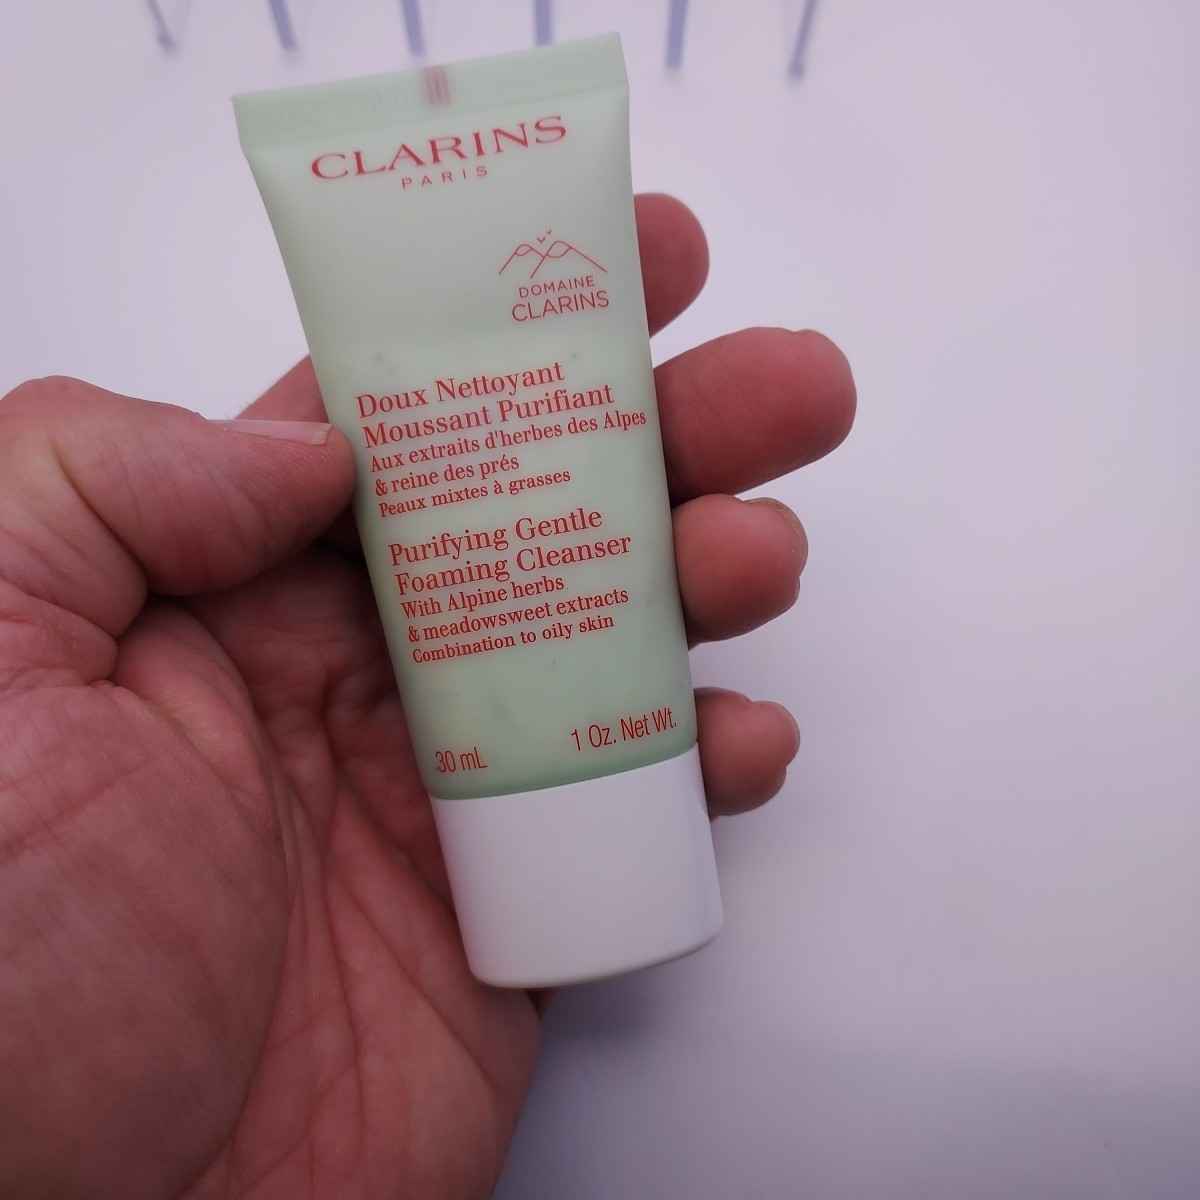 CLARINS
PARIS
DOMAINE
CLARINS
Doux Nettoyant
Moussant Purifiant
Aux extraits d'herbes des Alpes
& reine des prés
Peaux mixtes à grasses
Purifying Gentle
Foaming Cleanser
With Alpine herbs
& meadowsweet extracts
Combination to oily skin
30 mL 1 Oz. Net Wt.